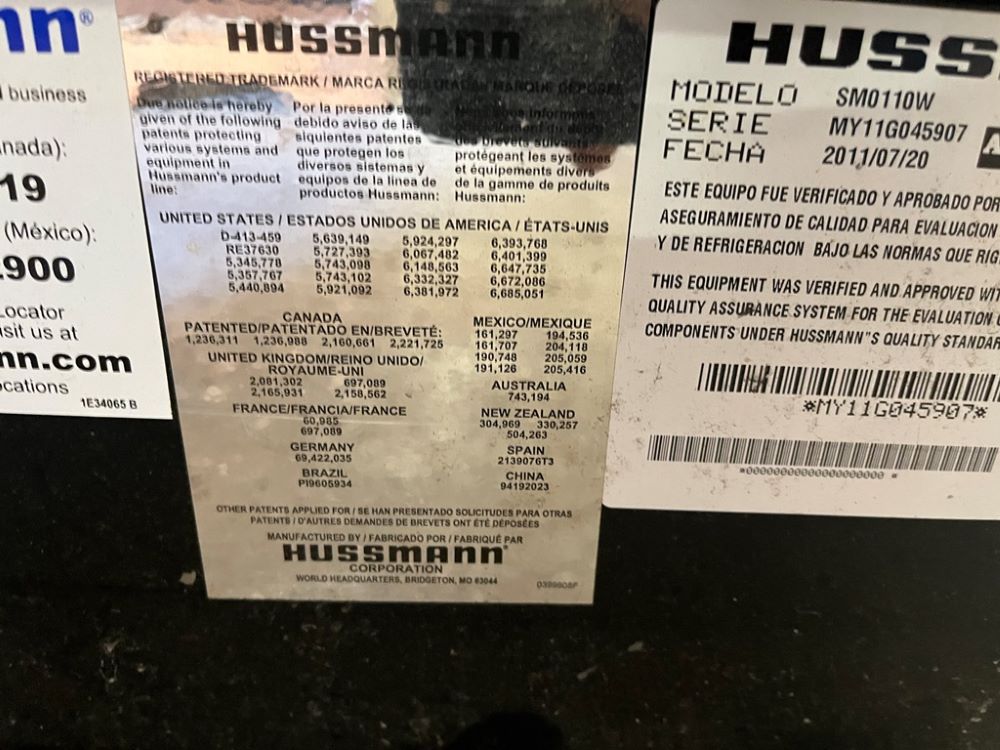 nn®
business
nada):
19
(México):
900
ocator
sit us at
nn.com
cations
1E34065 B
HUSSMANN
REGISTERED TRADEMARK / MARCA
Due notice is hereby
given of the following
patents protecting
various systems and
equipment in
Hussmann's product
line:
Por la presente se
debido aviso de las
siguientes patentes
que protegen los
diversos sistemas y
equipos de la linea de
productos Hussmann:
informons
des brevets suivants
protégeant les systémes
et équipements divers
de la gamme de produits
Hussmann:
UNITED STATES / ESTADOS UNIDOS DE AMERICA / ÉTATS-UNIS
D-413-459 5,639,149 5,924,297 6,393,768
RE37630 5,727,393 6,067,482 6,401,399
5,345,778 5,743,098 6,148,563 6,647,735
5,357,767 5,743,102 6,332,327 6,672,086
5,440,894 5,921,092 6,381,972 6,685,051
CANADA
PATENTED/PATENTADO EN/BREVETÉ:
1,236,311 1,236,988 2,160,661 2,221,725
UNITED KINGDOM/REINO UNIDO/
ROYAUME-UNI
2,081,302 697,089
2,165,931 2,158,562
FRANCE/FRANCIA/FRANCE
60,985
697,089
GERMANY
69,422,035
BRAZIL
PI9605934
MEXICO/MEXIQUE
161,297 194,536
161,707 204,118
190,748 205,059
191,126 205,416
AUSTRALIA
743,194
NEW ZEALAND
304,969 330,257
504,263
SPAIN
2139076T3
CHINA
94192023
OTHER PATENTS APPLIED FOR / SE HAN PRESENTADO SOLICITUDES PARA OTRAS
PATENTS / D'AUTRES DEMANDES DE BREVETS ONT ÉTÉ DÉPOSÉES
MANUFACTURED BY / FABRICADO POR / FABRIQUÉ PAR
HUSSMANN®
CORPORATION
WORLD HEADQUARTERS, BRIDGETON, MO 63044
HUSS
MODELO SM0110W
SERIE MY11G045907
FECHA 2011/07/20
ESTE EQUIPO FUE VERIFICADO Y APROBADO POR
ASEGURAMIENTO DE CALIDAD PARA EVALUACION
Y DE REFRIGERACION BAJO LAS NORMAS QUE RIG
THIS EQUIPMENT WAS VERIFIED AND APPROVED WIT
QUALITY ASSURANCE SYSTEM FOR THE EVALUATION
COMPONENTS UNDER HUSSMANN"S QUALITY STANDAR
*MY11G045907*